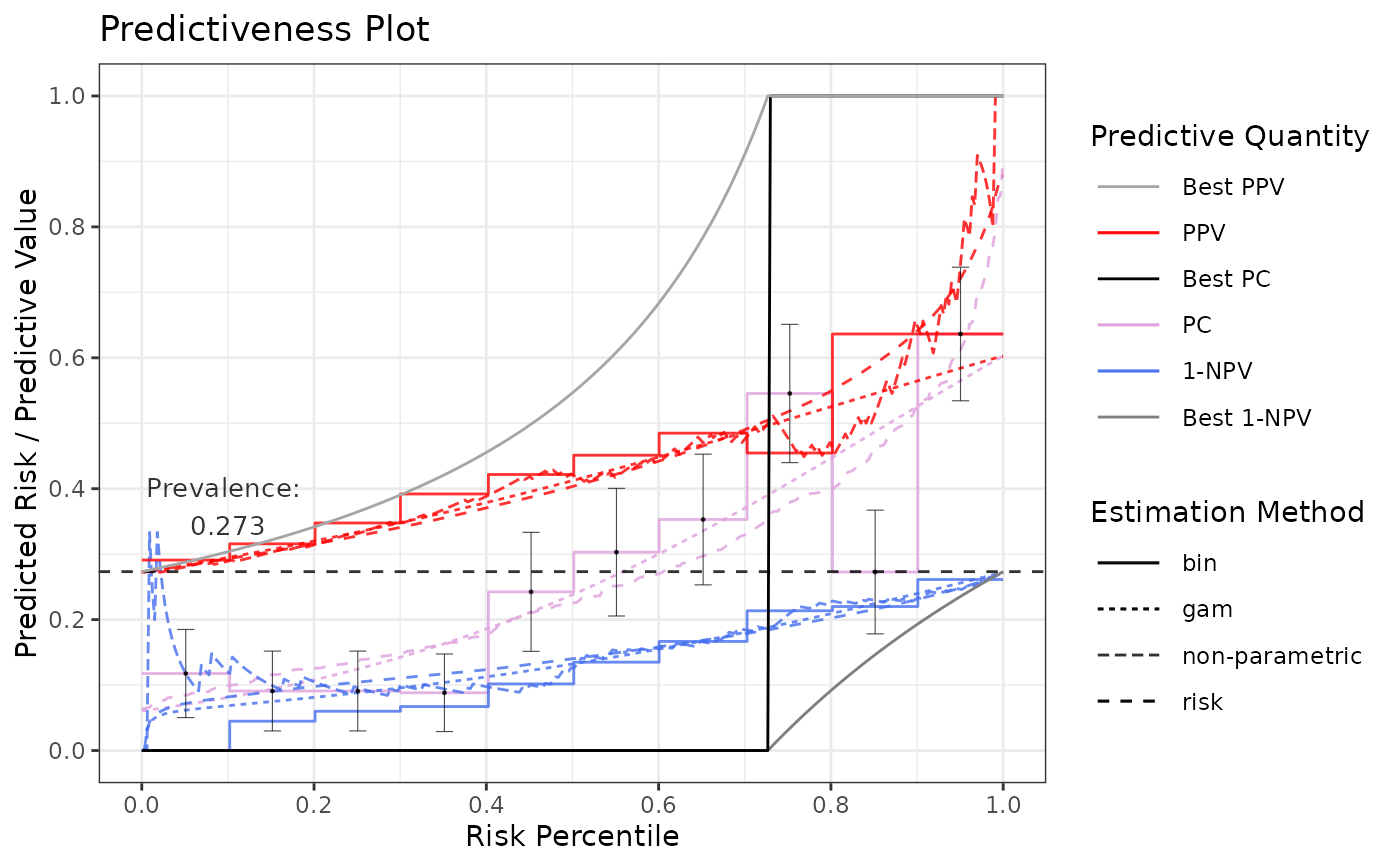 Predictiveness Plot
Predicted Risk / Predictive Value
1.0
0.8
0.6
0.4
0.2
0.0
Prevalence:
0.273
0.0 0.2 0.4 0.6 0.8 1.0
Risk Percentile
Predictive Quantity
Best PPV
PPV
Best PC
PC
1-NPV
Best 1-NPV
Estimation Method
bin
gam
non-parametric
risk